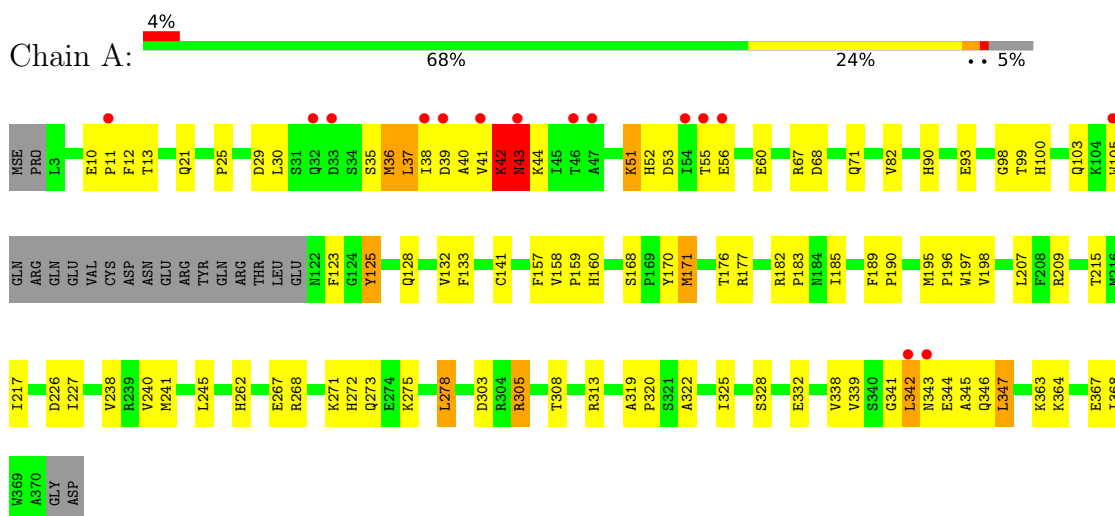 4%
Chain A:
68% 24% • • 5%
MSE PRO L3 E10 P11 F12 T13 Q21 P25 D29 L30 S31 Q32 D33 S34 S35 M36 L37 I38 D39 A40 V41 K42 N43 K44 I45 T46 A47 K51 H52 D53 I54 T55 E56 E60 R67 D68 Q71 V82 H90 E93 G98 T99 H100 Q103 K104 W105
GLN ARG GLN GLU VAL CYS ASP ASN GLU ARG TYR GLN ARG THR LEU GLU N122 F123 G124 Y125 Q128 V132 F133 C141 F157 V158 P159 H160 S168 P169 Y170 M171 T176 R177 R182 P183 N184 I185 F189 P190 M195 P196 W197 V198 L207 F208 R209 T215 M216
I217 D226 I227 V238 R239 V240 M241 L245 H262 E267 R268 K271 H272 Q273 E274 K275 L278 D303 R304 R305 T308 R313 A319 P320 S321 A322 I325 S328 E332 V338 V339 S340 G341 L342 N343 E344 A345 Q346 L347 K363 K364 E367 I368
W369 A370 GLY ASP